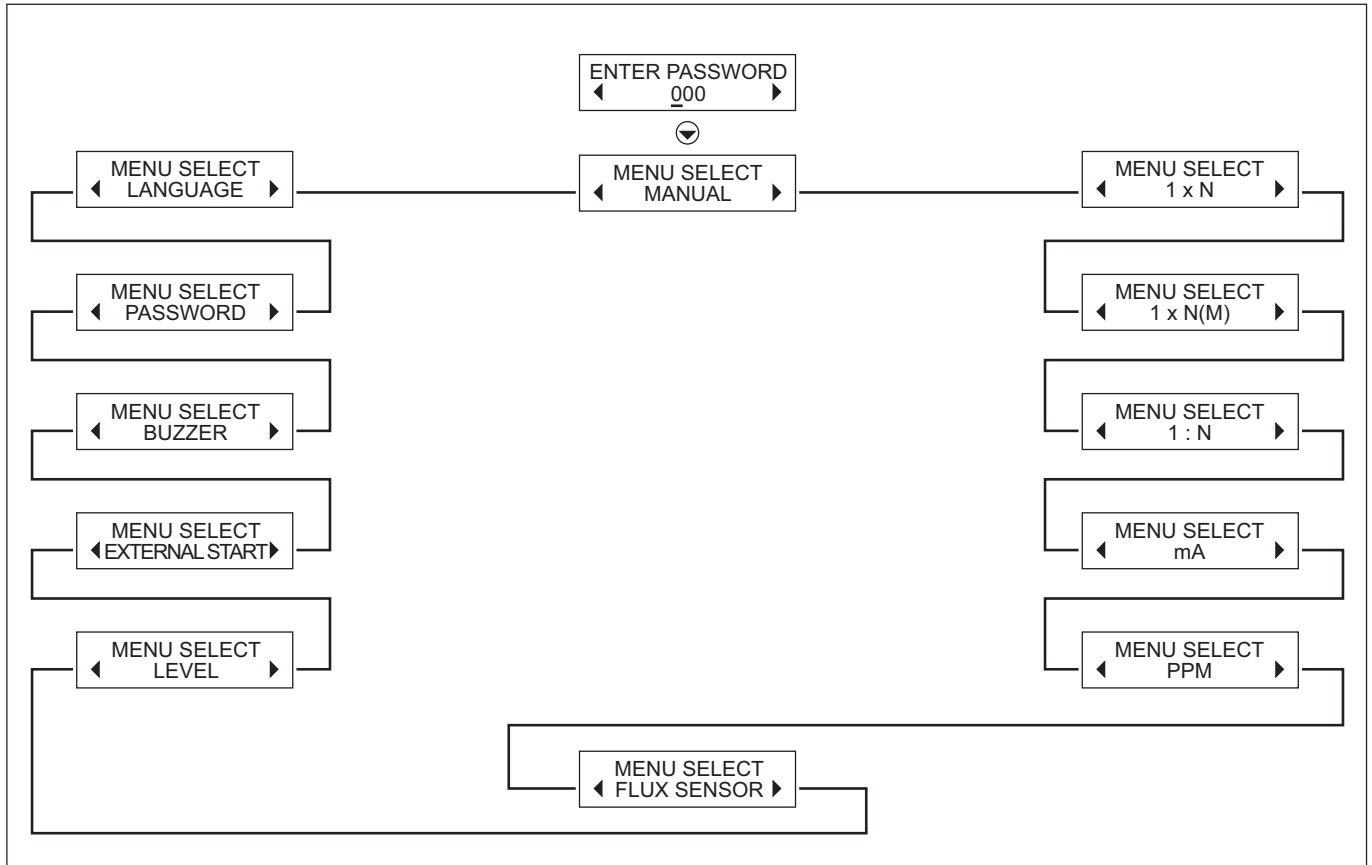 ENTER PASSWORD
000
MENU SELECT
MANUAL
MENU SELECT
LANGUAGE
MENU SELECT
PASSWORD
MENU SELECT
BUZZER
MENU SELECT
EXTERNAL START
MENU SELECT
LEVEL
MENU SELECT
1 x N
MENU SELECT
1 x N(M)
MENU SELECT
1 : N
MENU SELECT
mA
MENU SELECT
PPM
MENU SELECT
FLUX SENSOR